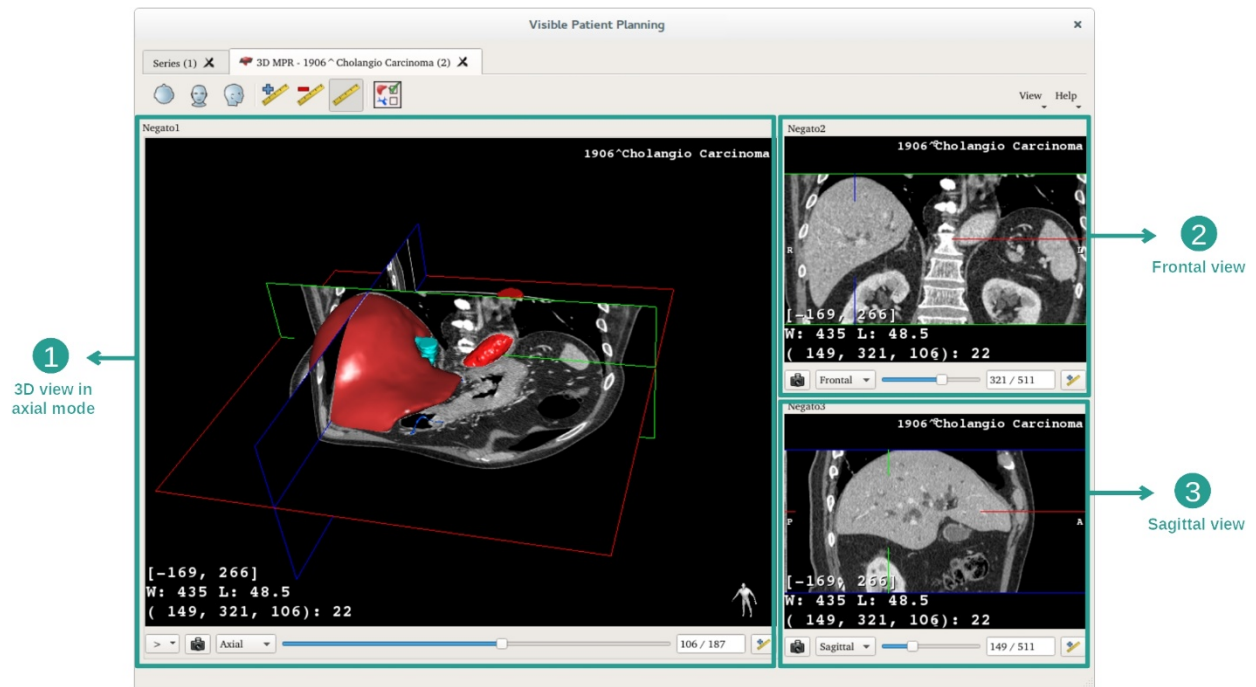 Visible Patient Planning
×
Series (1)
3D MPR - 1906 ^ Cholangio Carcinoma (2)
View Help
Negato1
1906^Cholangio Carcinoma
[-169, 266]
W: 435 L: 48.5
( 149, 321, 106): 22
>
Axial
106 / 187
1
3D view in
axial mode
Negato2
1906^Cholangio Carcinoma
R
L
[-169, 266]
W: 435 L: 48.5
( 149, 321, 106): 22
Frontal
321 / 511
2
Frontal view
Negato3
1906^Cholangio Carcinoma
P
A
[-169, 266]
W: 435 L: 48.5
( 149, 321, 106): 22
Sagittal
149 / 511
3
Sagittal view